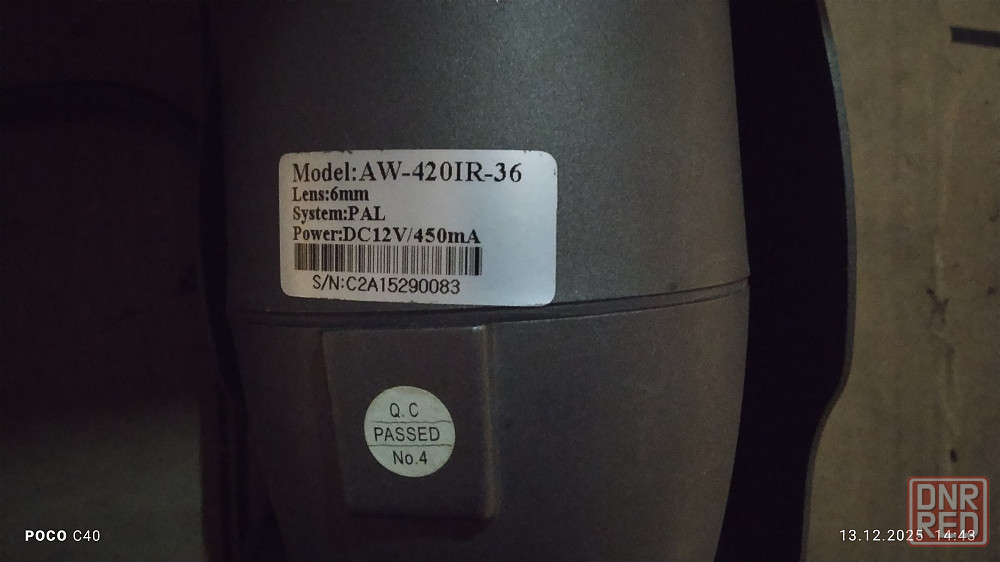 Model:AW-420IR-36
Lens:6mm
System:PAL
Power:DC12V/450mA
S/N:C2A15290083
Q.C
PASSED
No.4
POCO C40
13.12.2025 14:43
DNR
RED